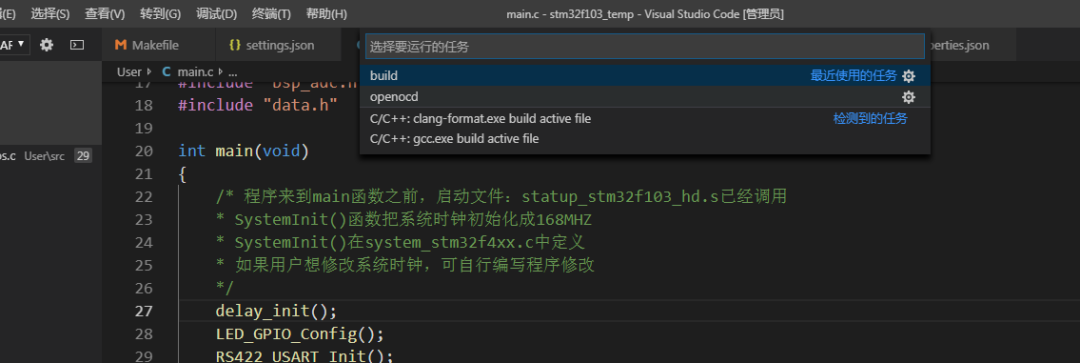 选择(S) 查看(V) 转到(G) 调试(D) 终端(T) 帮助(H)
main.c - stm32f103_temp - Visual Studio Code [管理员]
Makefile settings.json perties.json
选择要运行的任务
build 最近使用的任务
openocd
C/C++: clang-format.exe build active file 检测到的任务
C/C++: gcc.exe build active file
User main.c ...
os.c User\src 29
17 #include "bsp_adc.h
18 #include "data.h"
19
20 int main(void)
21 {
22 /* 程序来到main函数之前，启动文件：statup_stm32f103_hd.s已经调用
23 * SystemInit()函数把系统时钟初始化成168MHZ
24 * SystemInit()在system_stm32f4xx.c中定义
25 * 如果用户想修改系统时钟，可自行编写程序修改
26 */
27 delay_init();
28 LED_GPIO_Config();
29 RS422_USART_Init();